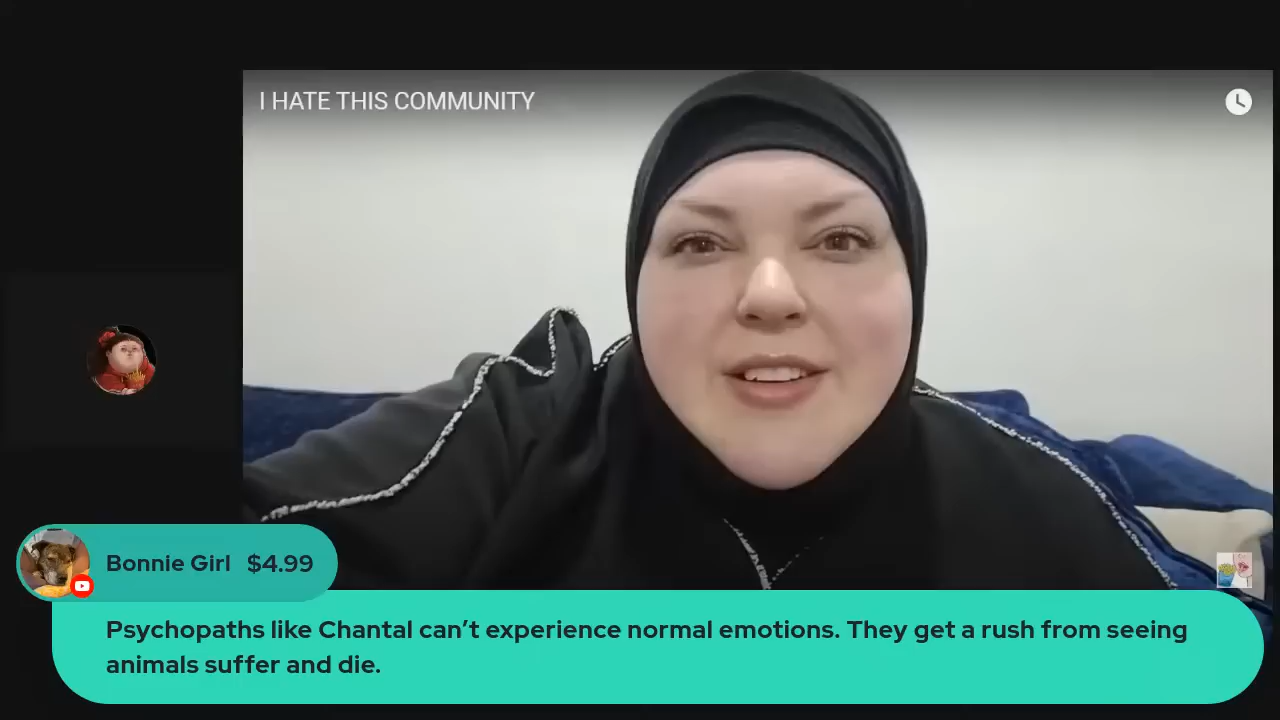 I HATE THIS COMMUNITY
Bonnie Girl $4.99
Psychopaths like Chantal can’t experience normal emotions. They get a rush from seeing
animals suffer and die.